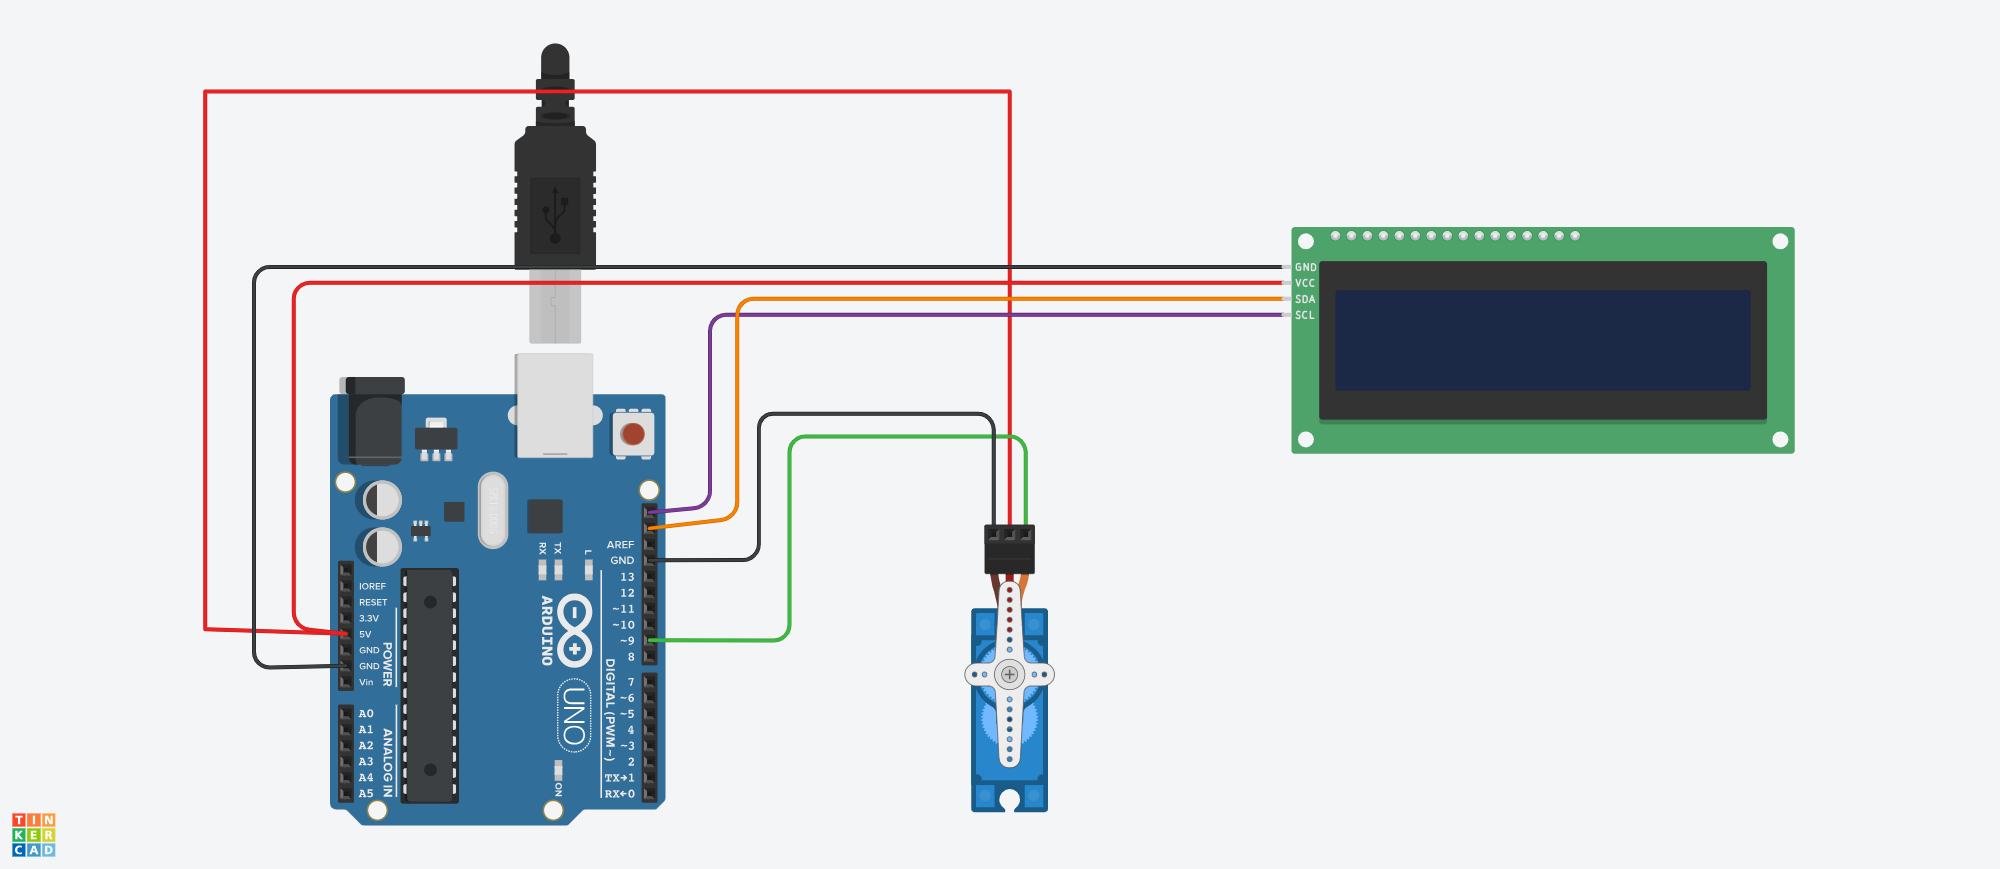 GND
VCC
SDA
SCL
AREF
GND
13
12
~11
~10
~9
8
7
~6
~5
4
~3
2
TX→1
RX←0
DIGITAL (PWM~)
IOREF
RESET
3.3V
5V
GND
GND
Vin
POWER
A0
A1
A2
A3
A4
A5
ANALOG IN
RX
TX
L
ARDUINO
UNO
ON
TIN
KER
CAD